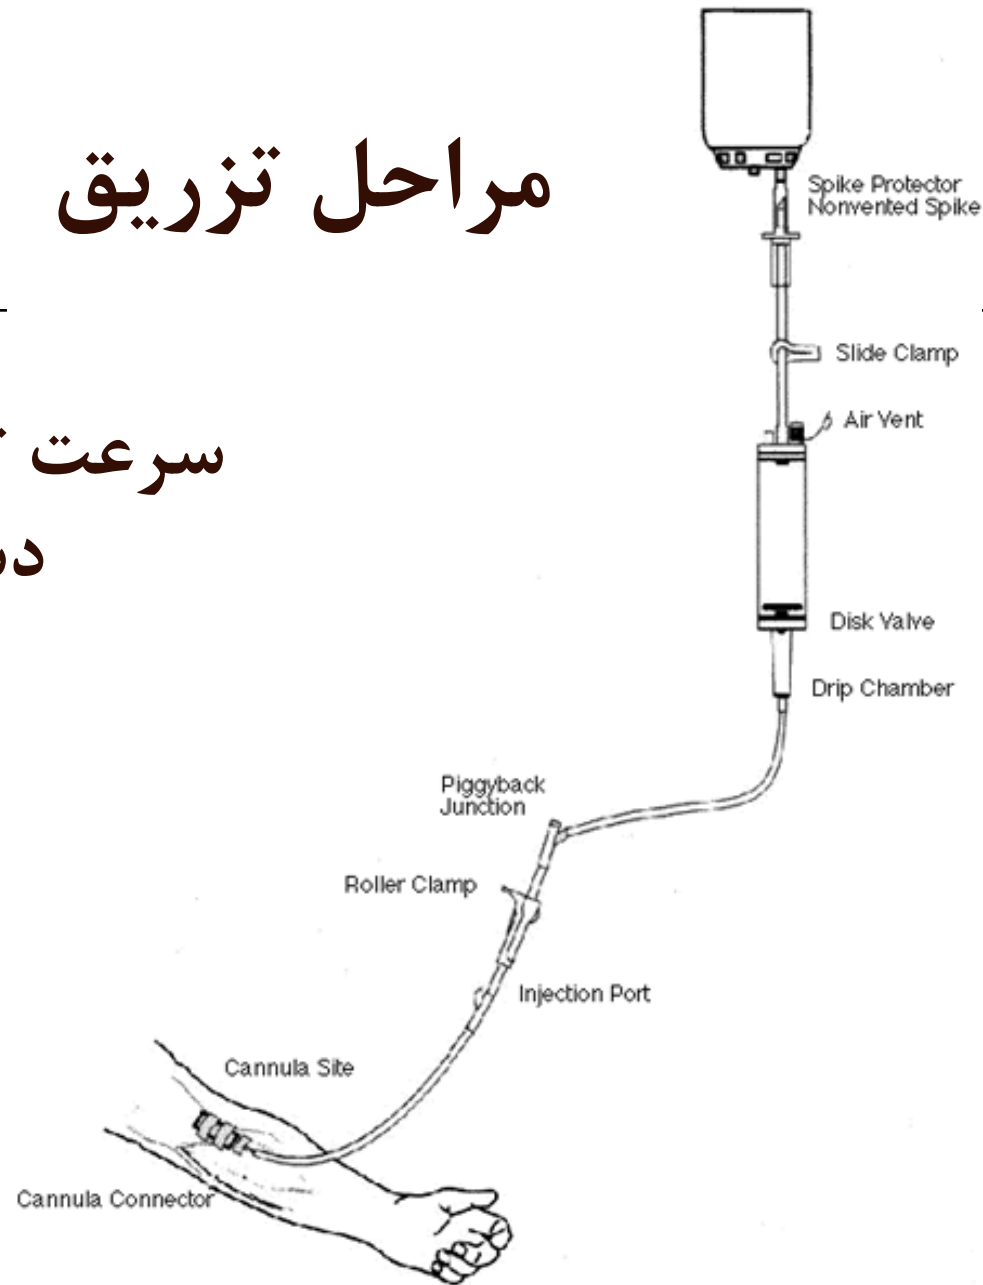 مراحل تزریق
Spike Protector
Nonvented Spike
Slide Clamp
Air Vent
سرعت
Disk Valve
Drip Chamber
Piggyback
Junction
Roller Clamp
Injection Port
Cannula Site
Cannula Connector